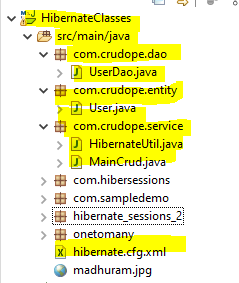 HibernateClasses
src/main/java
com.crudope.dao
UserDao.java
com.crudope.entity
User.java
com.crudope.service
HibernateUtil.java
MainCrud.java
com.hibersessions
com.sampledemo
hibernate_sessions_2
onetomany
hibernate.cfg.xml
madhuram.jpg